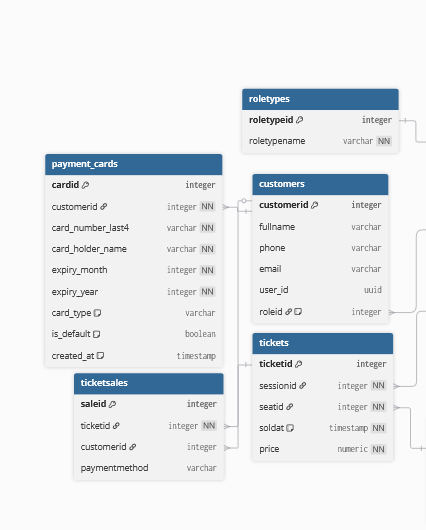 roletypes
roletypeid integer
roletypename varchar NN
payment_cards
cardid integer
customerid integer NN
card_number_last4 varchar NN
card_holder_name varchar NN
expiry_month integer NN
expiry_year integer NN
card_type varchar
is_default boolean
created_at timestamp
customers
customerid integer
fullname varchar
phone varchar
email varchar
user_id uuid
roleid integer
tickets
ticketid integer
sessionid integer NN
seatid integer NN
soldat timestamp NN
price numeric NN
ticketsales
saleid integer
ticketid integer NN
customerid integer
paymentmethod varchar